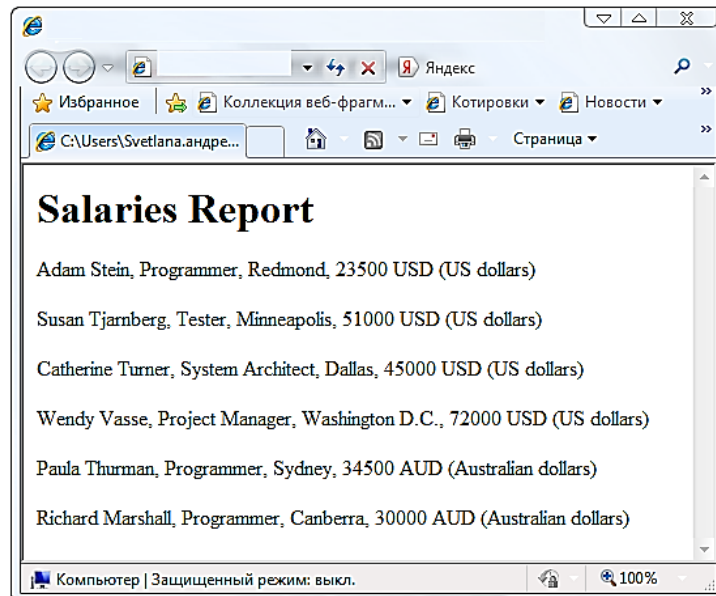 Яндекс
Избранное Коллекция веб-фрагм... Котировки Новости
C:\Users\Svetlana.андре... Страница
Salaries Report
Adam Stein, Programmer, Redmond, 23500 USD (US dollars)
Susan Tjarnberg, Tester, Minneapolis, 51000 USD (US dollars)
Catherine Turner, System Architect, Dallas, 45000 USD (US dollars)
Wendy Vasse, Project Manager, Washington D.C., 72000 USD (US dollars)
Paula Thurman, Programmer, Sydney, 34500 AUD (Australian dollars)
Richard Marshall, Programmer, Canberra, 30000 AUD (Australian dollars)
Компьютер | Защищенный режим: выкл. 100%